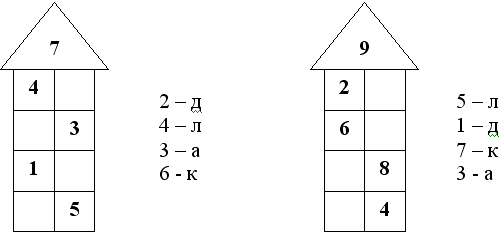 7
4
3
1
5
2 – д
4 – л
3 – а
6 - к
9
2
6
8
4
5 – л
1 – д
7 – к
3 - а